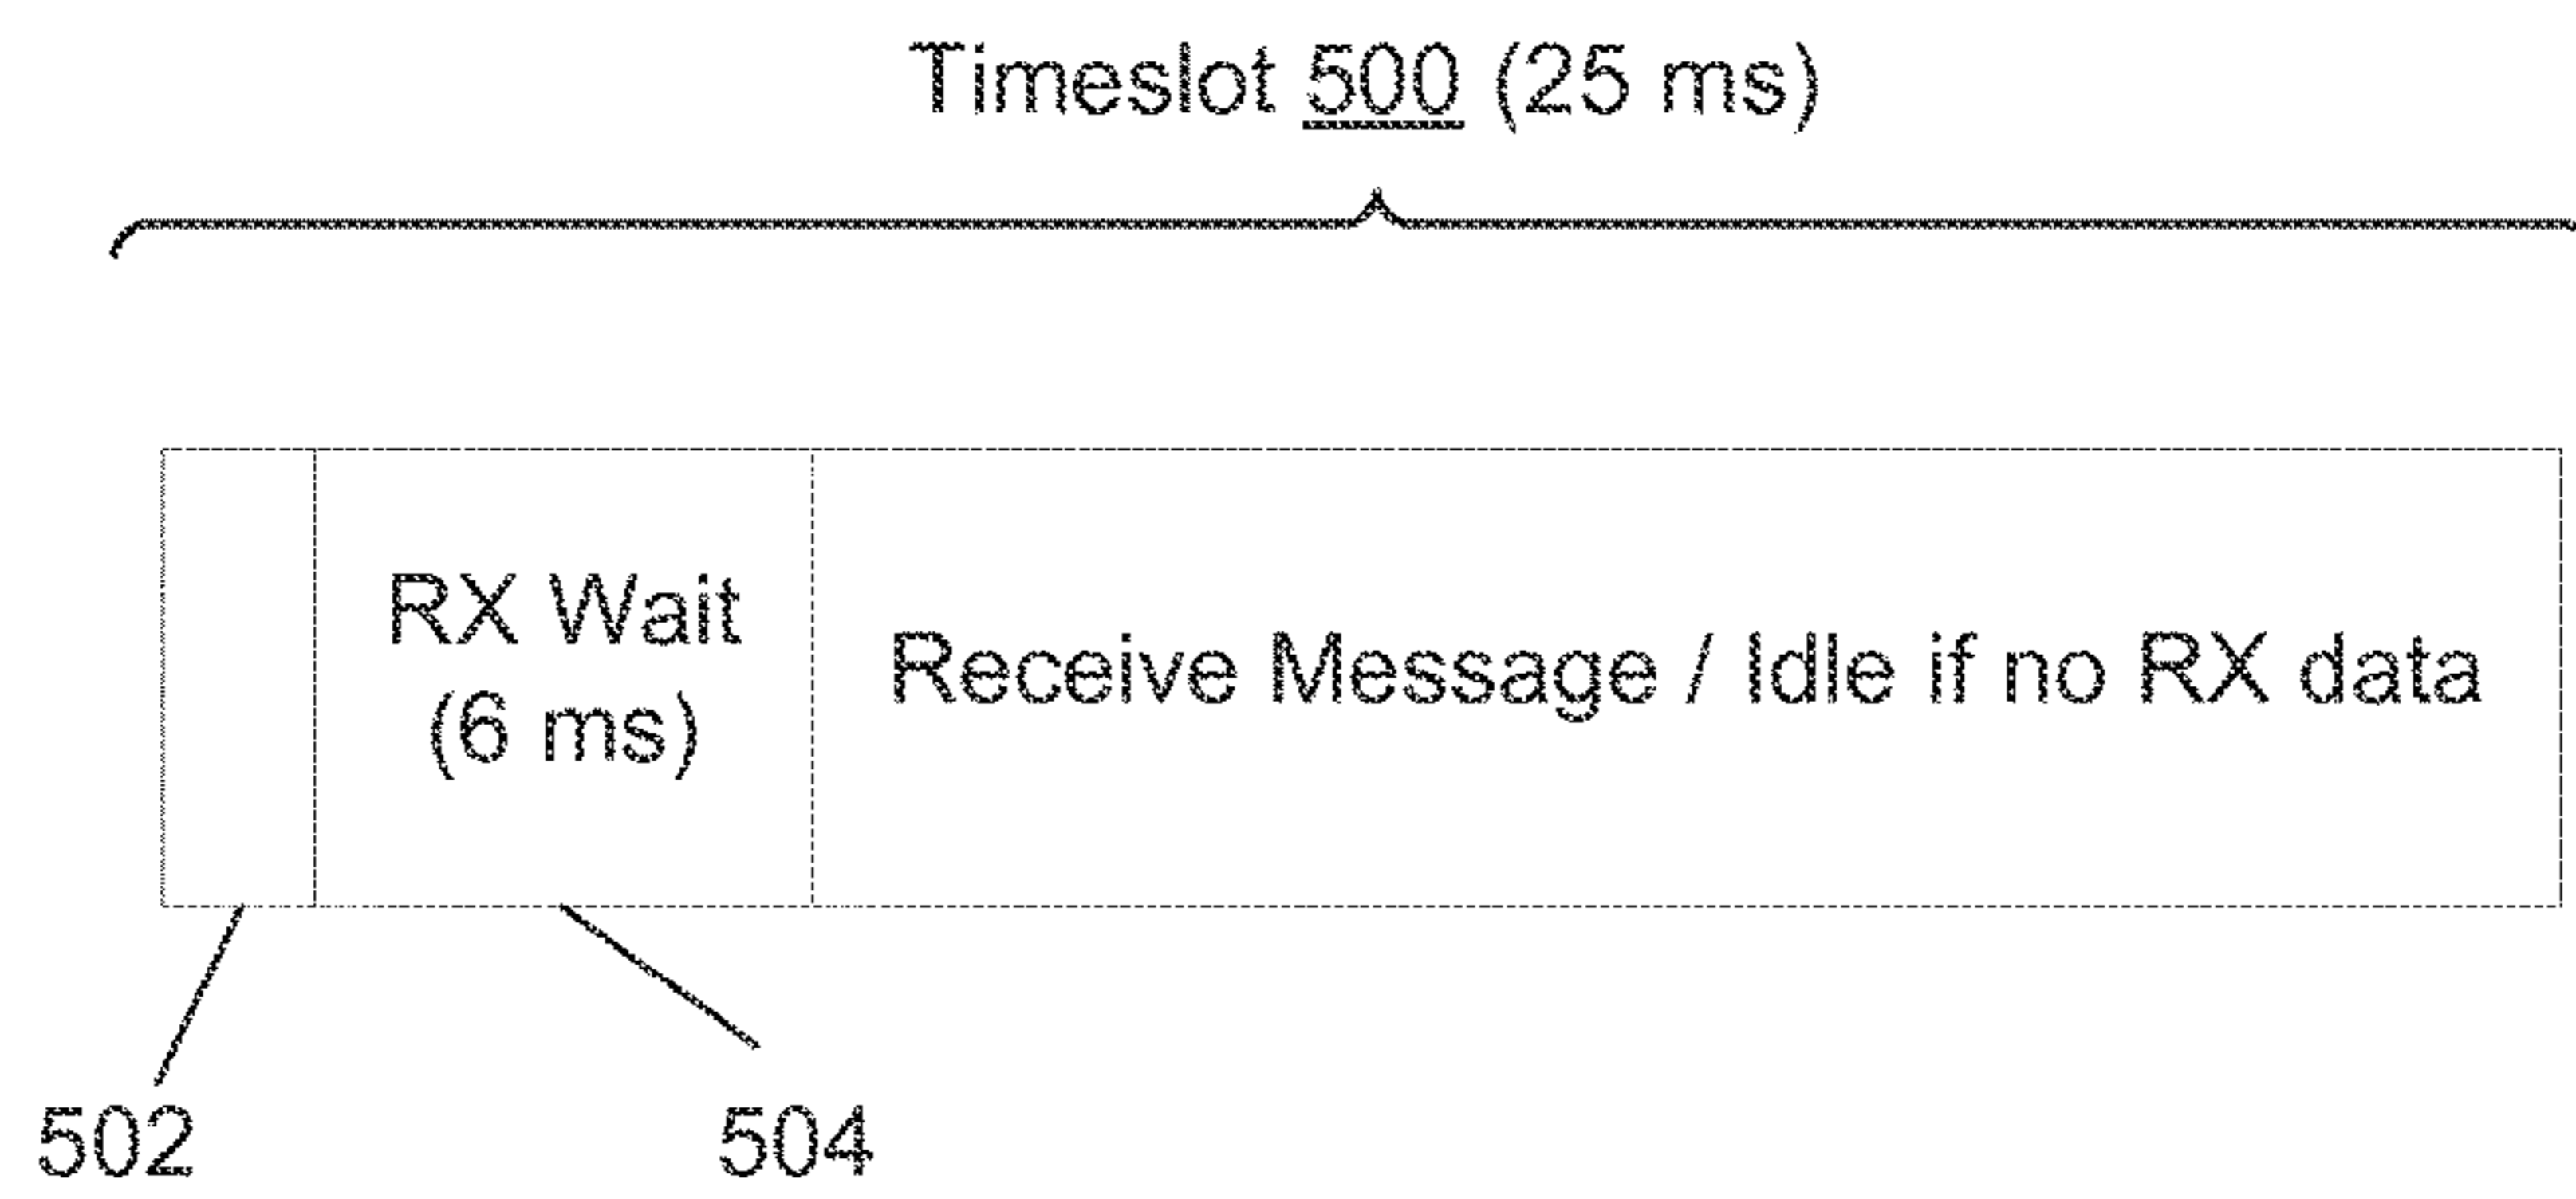 Timeslot 500 (25 ms)
RX Wait
(6 ms)
Receive Message / Idle if no RX data
502
504